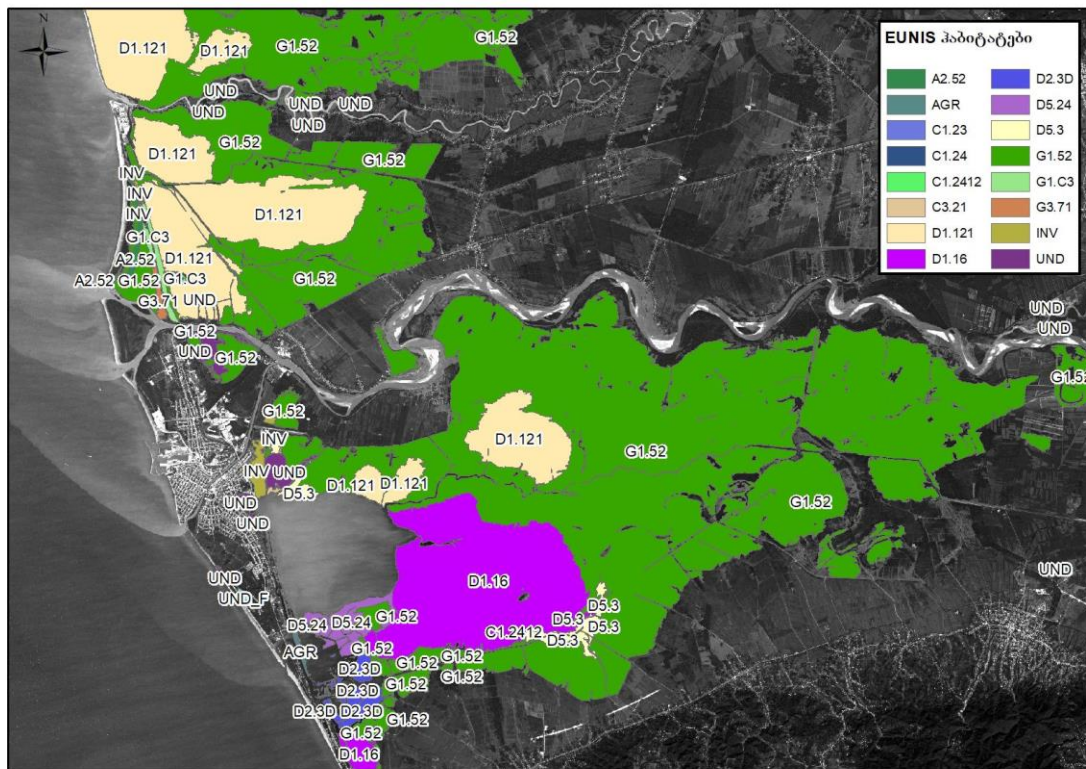 N
EUNIS ჰაბიტატები
A2.52
AGR
C1.23
C1.24
C1.2412
C3.21
D1.121
D1.16
D2.3D
D5.24
D5.3
G1.52
G1.C3
G3.71
INV
UND
D1.121
D1.121
G1.52
G1.52
UND
UND UND
UND
UND
G1.52
D1.121
G1.52
INV
INV
INV
D1.121
G1.C3
D1.121
A2.52
A2.52 G1.52 G1.C3
G1.52
G3.71 UND
G1.52
UND
G1.52
UND
UND
G1.5
G1.52
INV
D1.121
G1.52
INV UND
D1.121 D1.121
D5.3
G1.52
UND
UND
D1.16
UND
UND
UND_F
D5.24 D5.24 G1.52
D5.3
D5.3
D5.3
C1.2412
D5.3
AGR
G1.52
G1.52
G1.52
G1.52
D2.3D
D2.3D
G1.52
D2.3D D2.3D
G1.52
G1.52
D1.16